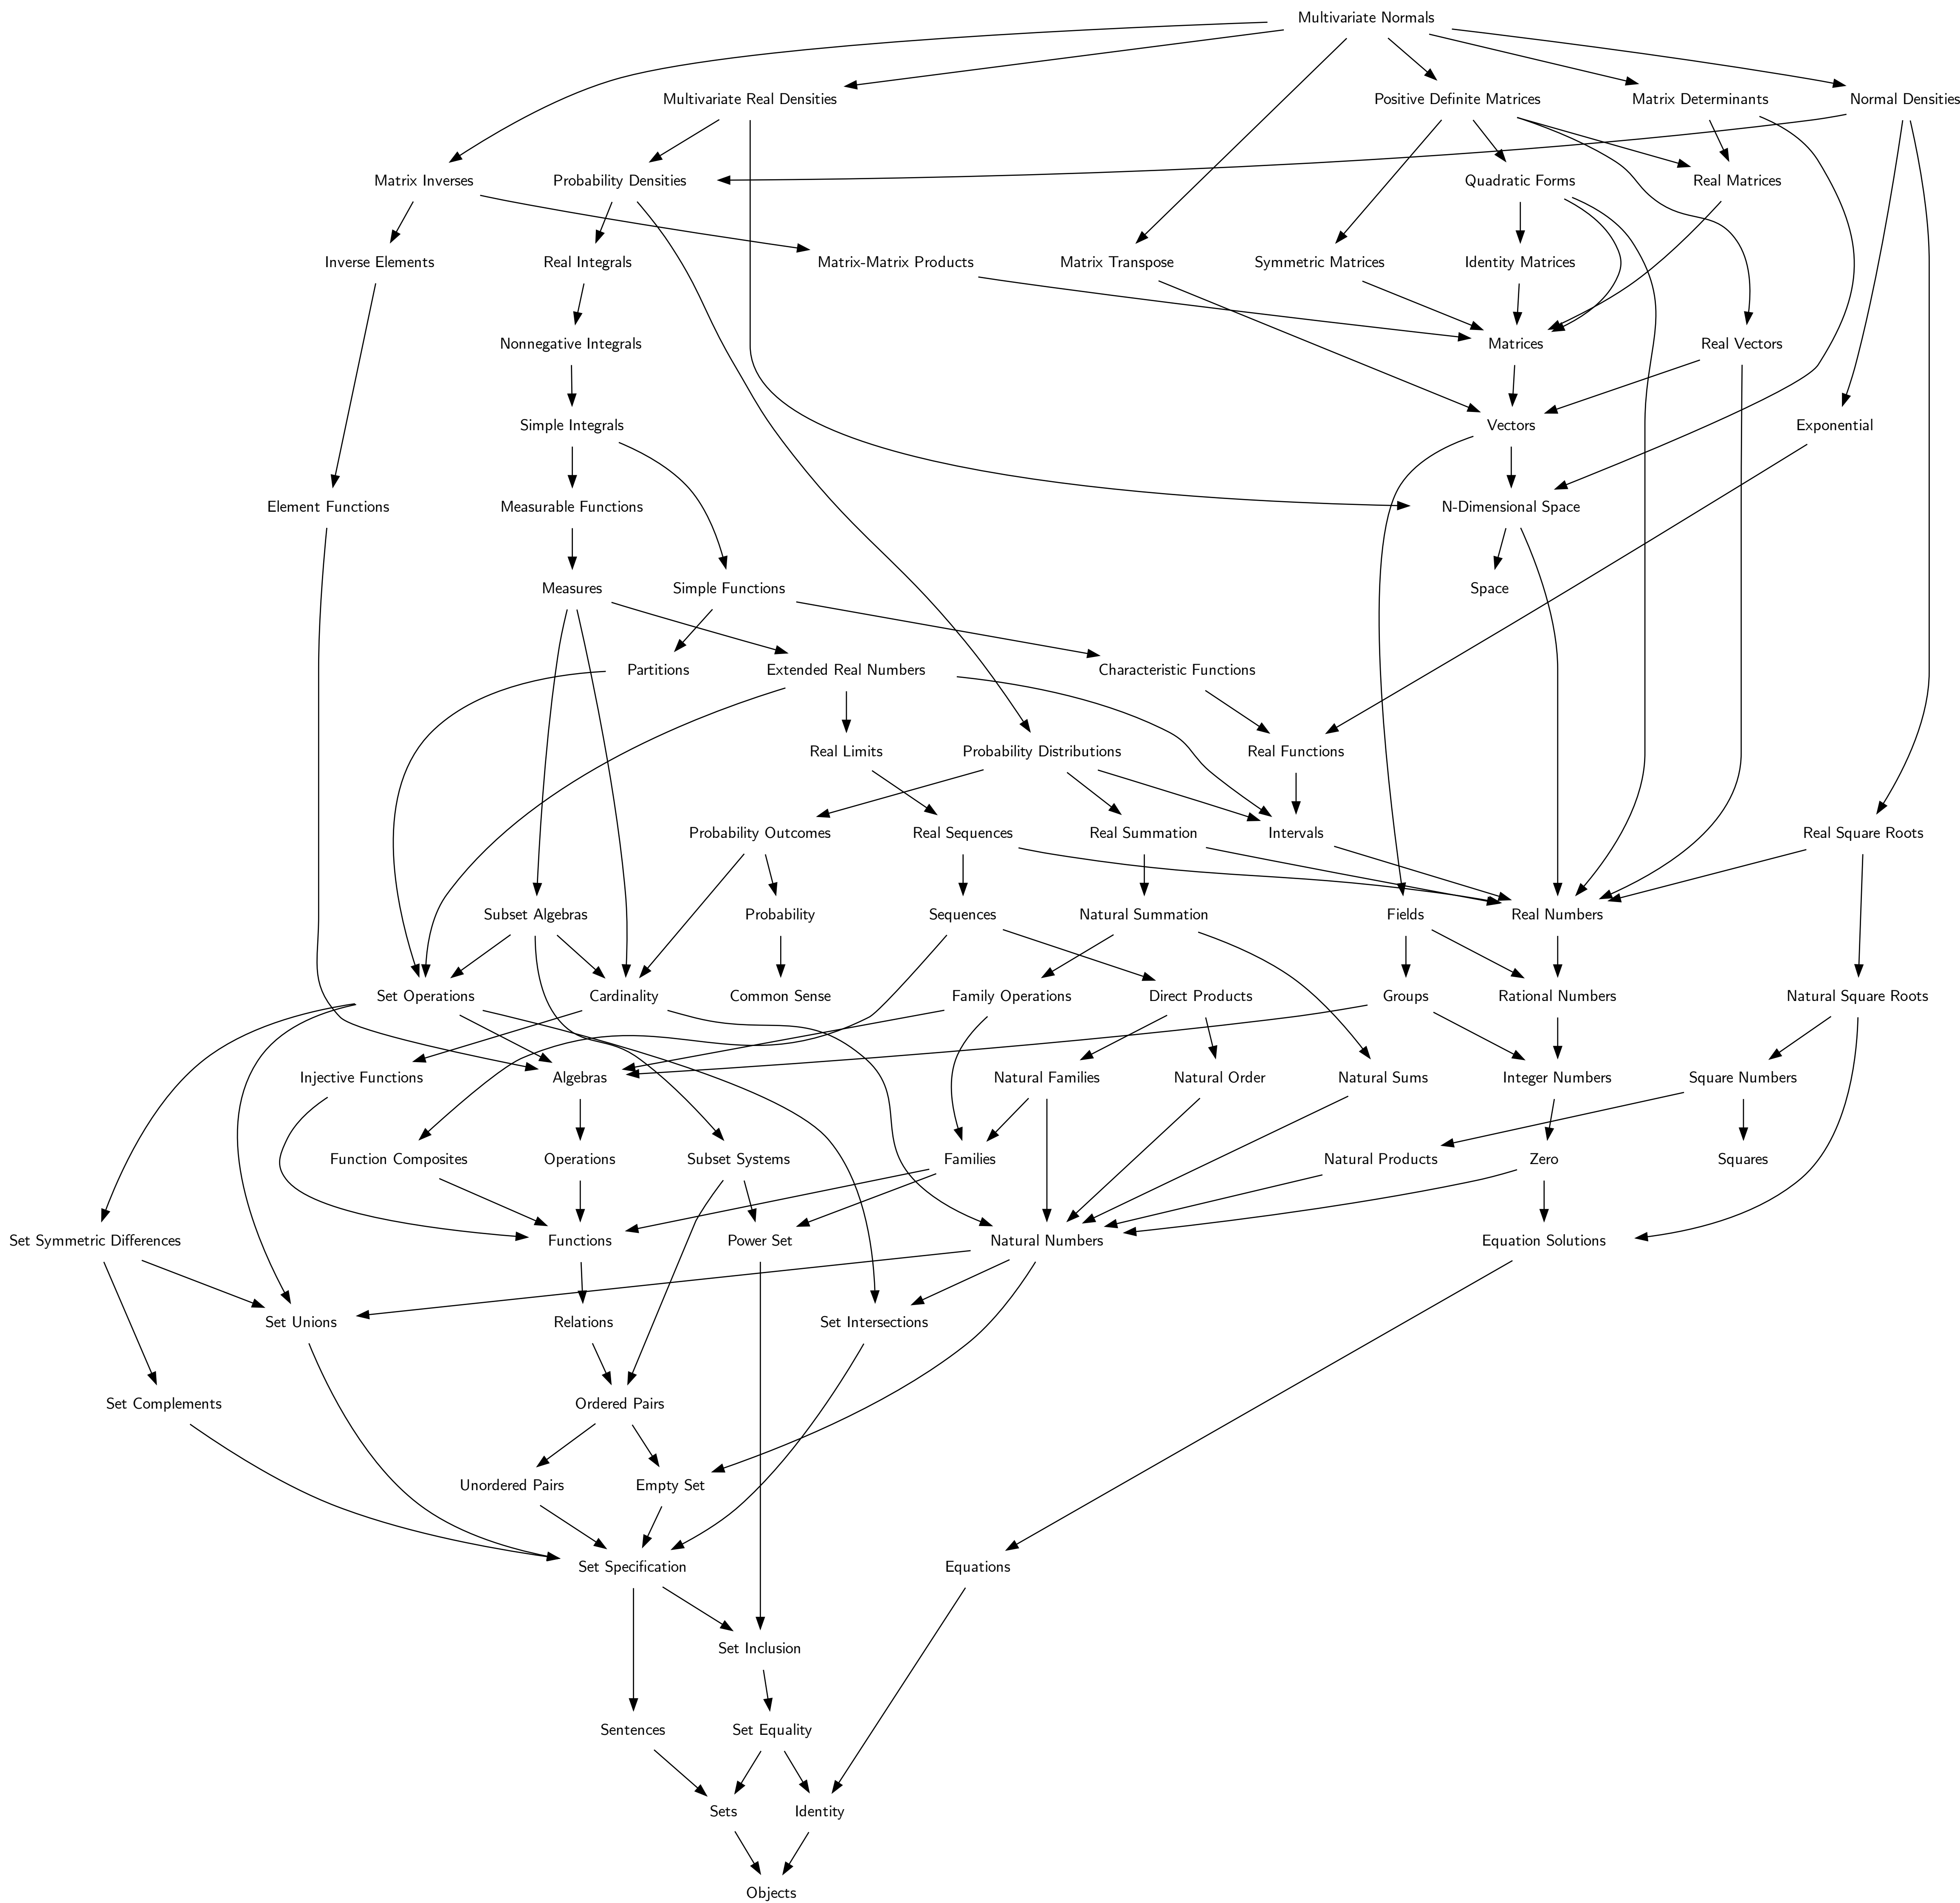 Multivariate Normals
Multivariate Real Densities
Positive Definite Matrices
Matrix Determinants
Normal Densities
Matrix Inverses
Probability Densities
Quadratic Forms
Real Matrices
Inverse Elements
Real Integrals
Matrix-Matrix Products
Matrix Transpose
Symmetric Matrices
Identity Matrices
Nonnegative Integrals
Matrices
Real Vectors
Simple Integrals
Vectors
Exponential
Element Functions
Measurable Functions
N-Dimensional Space
Measures
Simple Functions
Space
Partitions
Extended Real Numbers
Characteristic Functions
Real Limits
Probability Distributions
Real Functions
Probability Outcomes
Real Sequences
Real Summation
Intervals
Real Square Roots
Subset Algebras
Probability
Sequences
Natural Summation
Fields
Real Numbers
Set Operations
Cardinality
Common Sense
Family Operations
Direct Products
Groups
Rational Numbers
Natural Square Roots
Injective Functions
Algebras
Natural Families
Natural Order
Natural Sums
Integer Numbers
Square Numbers
Function Composites
Operations
Subset Systems
Families
Natural Products
Zero
Squares
Set Symmetric Differences
Functions
Power Set
Natural Numbers
Equation Solutions
Set Unions
Relations
Set Intersections
Set Complements
Ordered Pairs
Unordered Pairs
Empty Set
Set Specification
Equations
Set Inclusion
Sentences
Set Equality
Sets
Identity
Objects